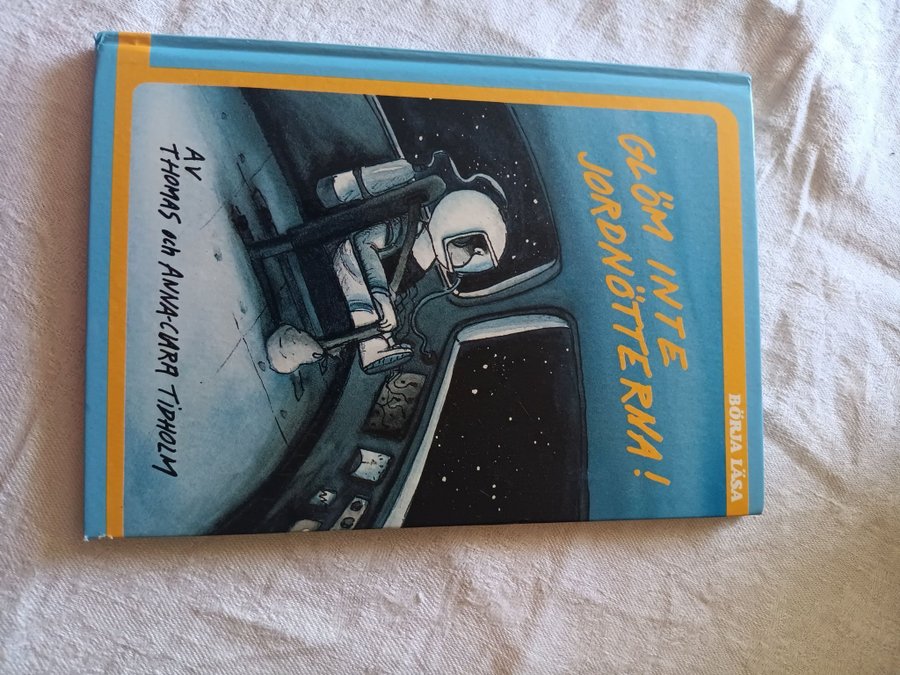 BÖRJA LÄSA
GLÖM INTE
JORDNÖTTERNA!
AV
THOMAS och ANNA-CLARA TIDHOLM